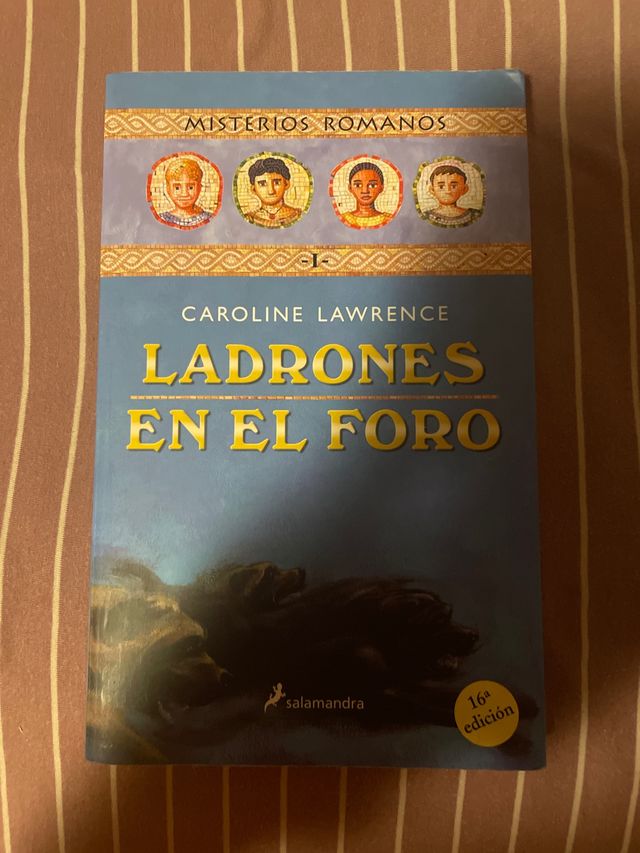 MISTERIOS ROMANOS
-I-
CAROLINE LAWRENCE
LADRONES
EN EL FORO
salamandra
16ª
edición